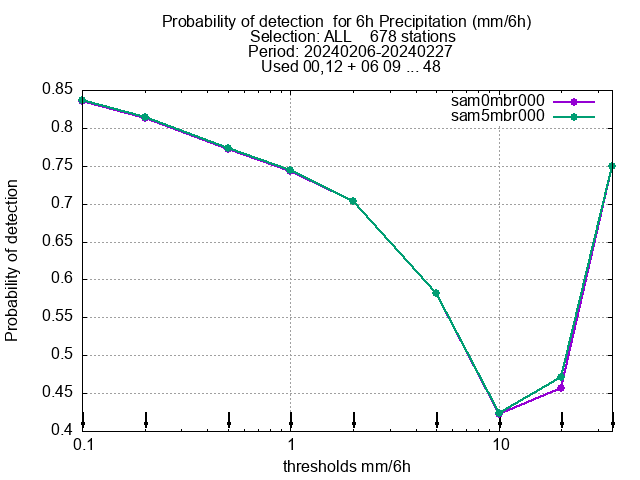 Probability of detection  for 6h Precipitation (mm/6h)
Selection: ALL    678 stations
Period: 20240206-20240227
Used 00,12 + 06 09 ... 48
sam0mbr000
sam5mbr000
0.85
0.8
0.75
0.7
0.65
0.6
0.55
0.5
0.45
0.4
Probability of detection
0.1 1 10
thresholds mm/6h